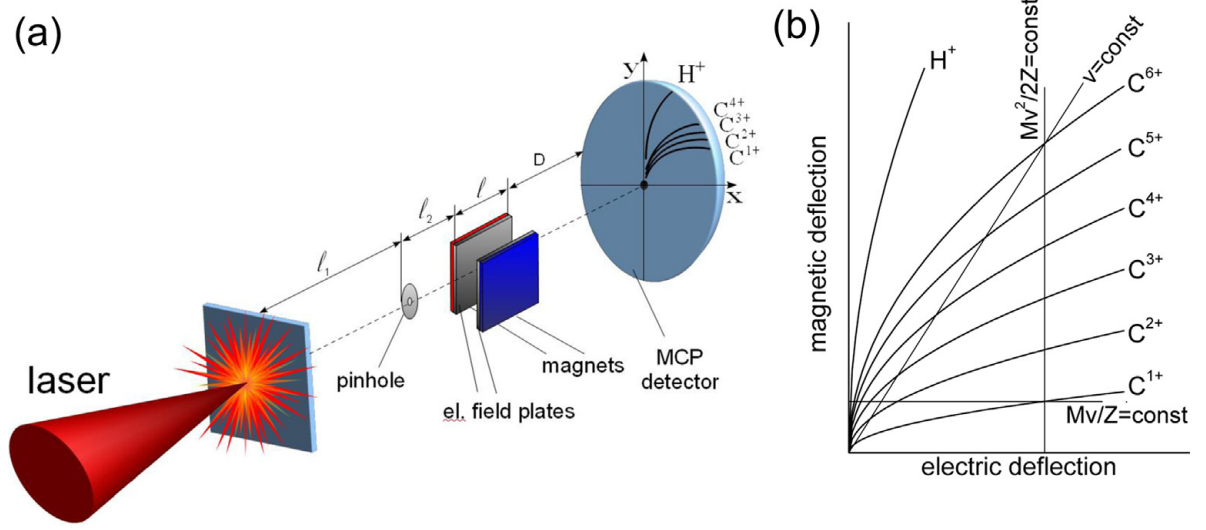 (a)
laser
ℓ₁
ℓ₂
ℓ
D
pinhole
el. field plates
magnets
MCP
detector
y
x
H⁺
C⁴⁺
C³⁺
C²⁺
C¹⁺
(b)
magnetic deflection
electric deflection
H⁺
Mv²/2Z=const
v=const
C⁶⁺
C⁵⁺
C⁴⁺
C³⁺
C²⁺
C¹⁺
Mv/Z=const